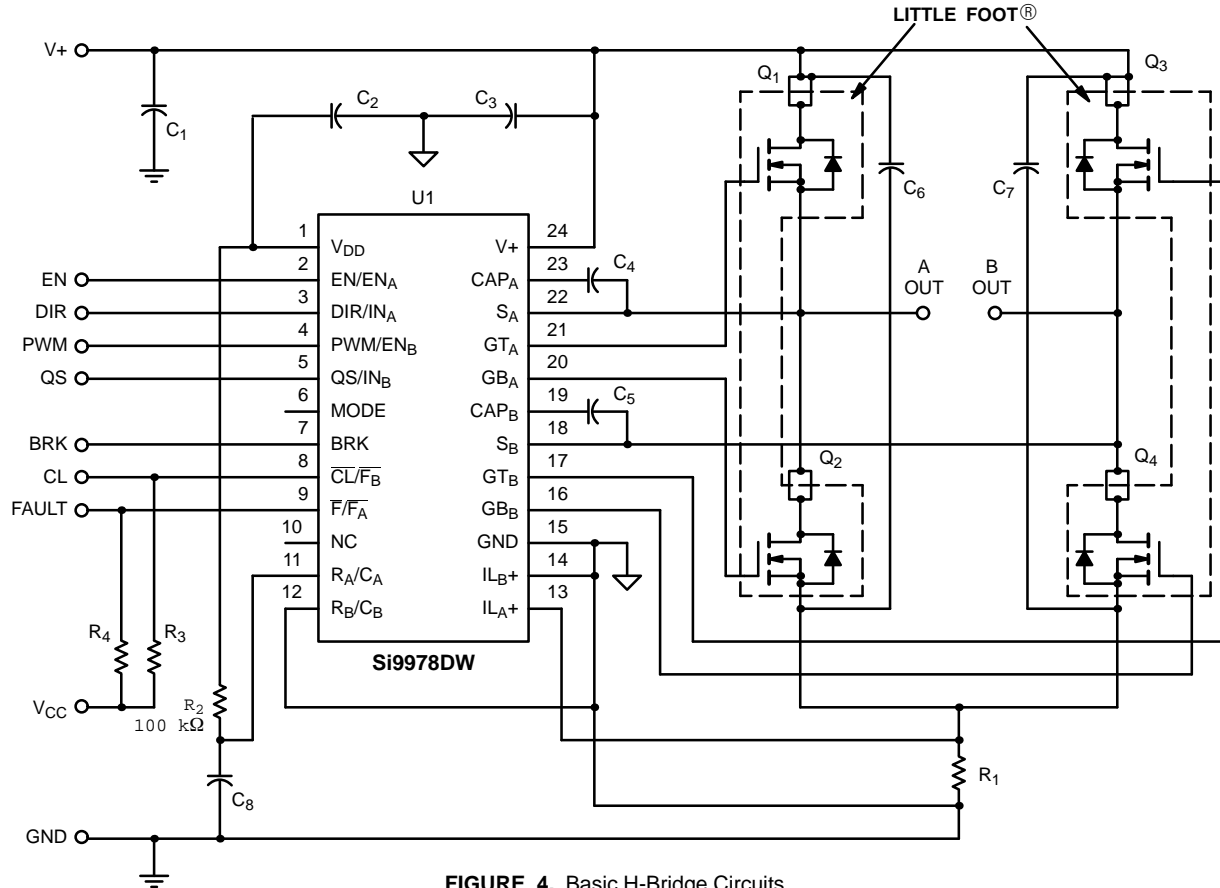 LITTLE FOOT®
V+
C1
C2
C3
Q1
Q3
C6
C7
U1
1 VDD
2 EN/ENA
3 DIR/INA
4 PWM/ENB
5 QS/INB
6 MODE
7 BRK
8 CL/FB
9 F/FA
10 NC
11 RA/CA
12 RB/CB
24 V+
23 CAPA
22 SA
21 GTA
20 GBA
19 CAPB
18 SB
17 GTB
16 GBB
15 GND
14 ILB+
13 ILA+
Si9978DW
EN
DIR
PWM
QS
BRK
CL
FAULT
C4
C5
A OUT
B OUT
Q2
Q4
R4
R3
VCC
R2
100 kΩ
C8
R1
GND
FIGURE 4. Basic H-Bridge Circuits